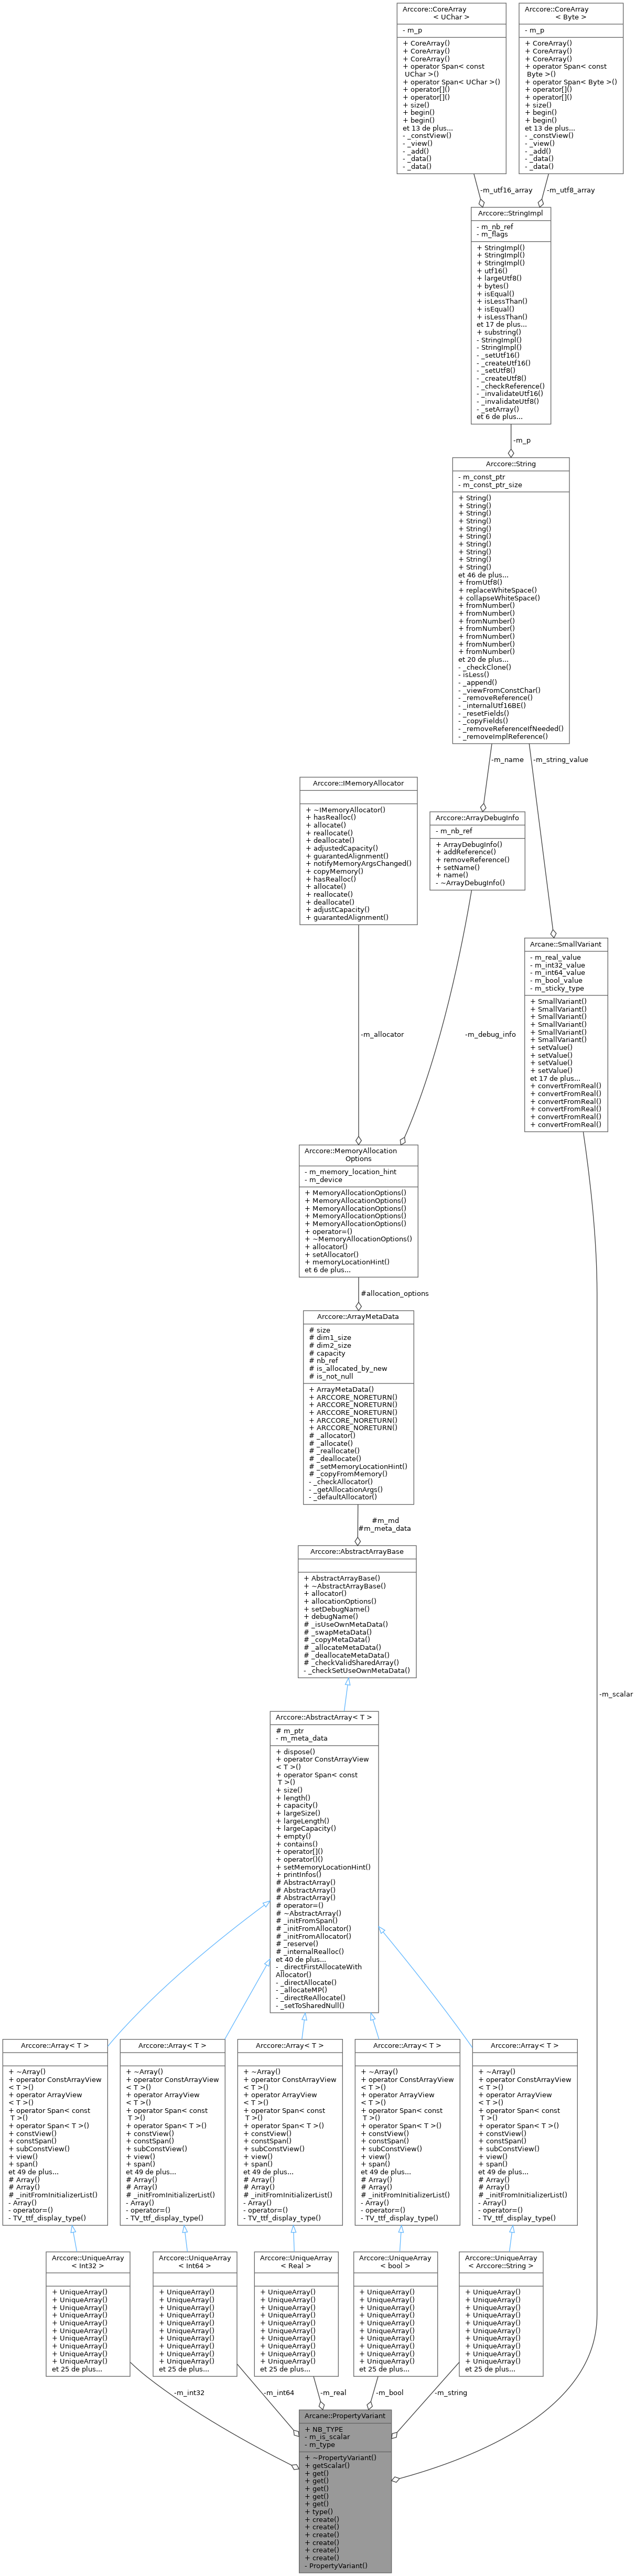 Arccore::CoreArray
< UChar >
- m_p
+ CoreArray()
+ CoreArray()
+ CoreArray()
+ operator Span< const
UChar >()
+ operator Span< UChar >()
+ operator[]()
+ operator[]()
+ size()
+ begin()
+ begin()
et 13 de plus...
- _constView()
- _view()
- _add()
- _data()
- _data()
Arccore::CoreArray
< Byte >
- m_p
+ CoreArray()
+ CoreArray()
+ CoreArray()
+ operator Span< const
Byte >()
+ operator Span< Byte >()
+ operator[]()
+ operator[]()
+ size()
+ begin()
+ begin()
et 13 de plus...
- _constView()
- _view()
- _add()
- _data()
- _data()
-m_utf16_array
-m_utf8_array
Arccore::StringImpl
- m_nb_ref
- m_flags
+ StringImpl()
+ StringImpl()
+ StringImpl()
+ utf16()
+ largeUtf8()
+ bytes()
+ isEqual()
+ isLessThan()
+ isEqual()
+ isLessThan()
et 17 de plus...
+ substring()
- StringImpl()
- StringImpl()
- _setUtf16()
- _createUtf16()
- _setUtf8()
- _createUtf8()
- _checkReference()
- _invalidateUtf16()
- _invalidateUtf8()
- _setArray()
et 6 de plus...
-m_p
Arccore::String
- m_const_ptr
- m_const_ptr_size
+ String()
+ String()
+ String()
+ String()
+ String()
+ String()
+ String()
+ String()
+ String()
+ String()
et 46 de plus...
+ fromUtf8()
+ replaceWhiteSpace()
+ collapseWhiteSpace()
+ fromNumber()
+ fromNumber()
+ fromNumber()
+ fromNumber()
+ fromNumber()
+ fromNumber()
+ fromNumber()
et 20 de plus...
- _checkClone()
- isLess()
- _append()
- _viewFromConstChar()
- _removeReference()
- _internalUtf16BE()
- _resetFields()
- _copyFields()
- _removeReferenceIfNeeded()
- _removeImplReference()
-m_name
-m_string_value
Arccore::IMemoryAllocator
+ ~IMemoryAllocator()
+ hasRealloc()
+ allocate()
+ reallocate()
+ deallocate()
+ adjustedCapacity()
+ guarantedAlignment()
+ notifyMemoryArgsChanged()
+ copyMemory()
+ hasRealloc()
+ allocate()
+ reallocate()
+ deallocate()
+ adjustCapacity()
+ guarantedAlignment()
Arccore::ArrayDebugInfo
- m_nb_ref
+ ArrayDebugInfo()
+ addReference()
+ removeReference()
+ setName()
+ name()
- ~ArrayDebugInfo()
Arcane::SmallVariant
- m_real_value
- m_int32_value
- m_int64_value
- m_bool_value
- m_sticky_type
+ SmallVariant()
+ SmallVariant()
+ SmallVariant()
+ SmallVariant()
+ SmallVariant()
+ SmallVariant()
+ setValue()
+ setValue()
+ setValue()
+ setValue()
et 17 de plus...
+ convertFromReal()
+ convertFromReal()
+ convertFromReal()
+ convertFromReal()
+ convertFromReal()
+ convertFromReal()
-m_allocator
-m_debug_info
Arccore::MemoryAllocation
Options
- m_memory_location_hint
- m_device
+ MemoryAllocationOptions()
+ MemoryAllocationOptions()
+ MemoryAllocationOptions()
+ MemoryAllocationOptions()
+ MemoryAllocationOptions()
+ operator=()
+ ~MemoryAllocationOptions()
+ allocator()
+ setAllocator()
+ memoryLocationHint()
et 6 de plus...
#allocation_options
Arccore::ArrayMetaData
# size
# dim1_size
# dim2_size
# capacity
# nb_ref
# is_allocated_by_new
# is_not_null
+ ArrayMetaData()
+ ARCCORE_NORETURN()
+ ARCCORE_NORETURN()
+ ARCCORE_NORETURN()
+ ARCCORE_NORETURN()
+ ARCCORE_NORETURN()
# _allocator()
# _allocate()
# _reallocate()
# _deallocate()
# _setMemoryLocationHint()
# _copyFromMemory()
- _checkAllocator()
- _getAllocationArgs()
- _defaultAllocator()
#m_md
#m_meta_data
Arccore::AbstractArrayBase
+ AbstractArrayBase()
+ ~AbstractArrayBase()
+ allocator()
+ allocationOptions()
+ setDebugName()
+ debugName()
# _isUseOwnMetaData()
# _swapMetaData()
# _copyMetaData()
# _allocateMetaData()
# _deallocateMetaData()
# _checkValidSharedArray()
- _checkSetUseOwnMetaData()
-m_scalar
Arccore::AbstractArray< T >
# m_ptr
- m_meta_data
+ dispose()
+ operator ConstArrayView
< T >()
+ operator Span< const
T >()
+ size()
+ length()
+ capacity()
+ largeSize()
+ largeLength()
+ largeCapacity()
+ empty()
+ contains()
+ operator[]()
+ operator()()
+ setMemoryLocationHint()
+ printInfos()
# AbstractArray()
# AbstractArray()
# AbstractArray()
# operator=()
# ~AbstractArray()
# _initFromSpan()
# _initFromAllocator()
# _initFromAllocator()
# _reserve()
# _internalRealloc()
et 40 de plus...
- _directFirstAllocateWith
Allocator()
- _directAllocate()
- _allocateMP()
- _directReAllocate()
- _setToSharedNull()
Arccore::Array< T >
+ ~Array()
+ operator ConstArrayView
< T >()
+ operator ArrayView
< T >()
+ operator Span< const
T >()
+ operator Span< T >()
+ constView()
+ constSpan()
+ subConstView()
+ view()
+ span()
et 49 de plus...
# Array()
# Array()
# _initFromInitializerList()
- Array()
- operator=()
- TV_ttf_display_type()
Arccore::Array< T >
+ ~Array()
+ operator ConstArrayView
< T >()
+ operator ArrayView
< T >()
+ operator Span< const
T >()
+ operator Span< T >()
+ constView()
+ constSpan()
+ subConstView()
+ view()
+ span()
et 49 de plus...
# Array()
# Array()
# _initFromInitializerList()
- Array()
- operator=()
- TV_ttf_display_type()
Arccore::Array< T >
+ ~Array()
+ operator ConstArrayView
< T >()
+ operator ArrayView
< T >()
+ operator Span< const
T >()
+ operator Span< T >()
+ constView()
+ constSpan()
+ subConstView()
+ view()
+ span()
et 49 de plus...
# Array()
# Array()
# _initFromInitializerList()
- Array()
- operator=()
- TV_ttf_display_type()
Arccore::Array< T >
+ ~Array()
+ operator ConstArrayView
< T >()
+ operator ArrayView
< T >()
+ operator Span< const
T >()
+ operator Span< T >()
+ constView()
+ constSpan()
+ subConstView()
+ view()
+ span()
et 49 de plus...
# Array()
# Array()
# _initFromInitializerList()
- Array()
- operator=()
- TV_ttf_display_type()
Arccore::Array< T >
+ ~Array()
+ operator ConstArrayView
< T >()
+ operator ArrayView
< T >()
+ operator Span< const
T >()
+ operator Span< T >()
+ constView()
+ constSpan()
+ subConstView()
+ view()
+ span()
et 49 de plus...
# Array()
# Array()
# _initFromInitializerList()
- Array()
- operator=()
- TV_ttf_display_type()
Arccore::UniqueArray
< Int32 >
+ UniqueArray()
+ UniqueArray()
+ UniqueArray()
+ UniqueArray()
+ UniqueArray()
+ UniqueArray()
+ UniqueArray()
+ UniqueArray()
+ UniqueArray()
+ UniqueArray()
et 25 de plus...
Arccore::UniqueArray
< Int64 >
+ UniqueArray()
+ UniqueArray()
+ UniqueArray()
+ UniqueArray()
+ UniqueArray()
+ UniqueArray()
+ UniqueArray()
+ UniqueArray()
+ UniqueArray()
+ UniqueArray()
et 25 de plus...
Arccore::UniqueArray
< Real >
+ UniqueArray()
+ UniqueArray()
+ UniqueArray()
+ UniqueArray()
+ UniqueArray()
+ UniqueArray()
+ UniqueArray()
+ UniqueArray()
+ UniqueArray()
+ UniqueArray()
et 25 de plus...
Arccore::UniqueArray
< bool >
+ UniqueArray()
+ UniqueArray()
+ UniqueArray()
+ UniqueArray()
+ UniqueArray()
+ UniqueArray()
+ UniqueArray()
+ UniqueArray()
+ UniqueArray()
+ UniqueArray()
et 25 de plus...
Arccore::UniqueArray
< Arccore::String >
+ UniqueArray()
+ UniqueArray()
+ UniqueArray()
+ UniqueArray()
+ UniqueArray()
+ UniqueArray()
+ UniqueArray()
+ UniqueArray()
+ UniqueArray()
+ UniqueArray()
et 25 de plus...
-m_int32
-m_int64
-m_real
-m_bool
-m_string
Arcane::PropertyVariant
+ NB_TYPE
- m_is_scalar
- m_type
+ ~PropertyVariant()
+ getScalar()
+ get()
+ get()
+ get()
+ get()
+ get()
+ type()
+ create()
+ create()
+ create()
+ create()
+ create()
+ create()
- PropertyVariant()